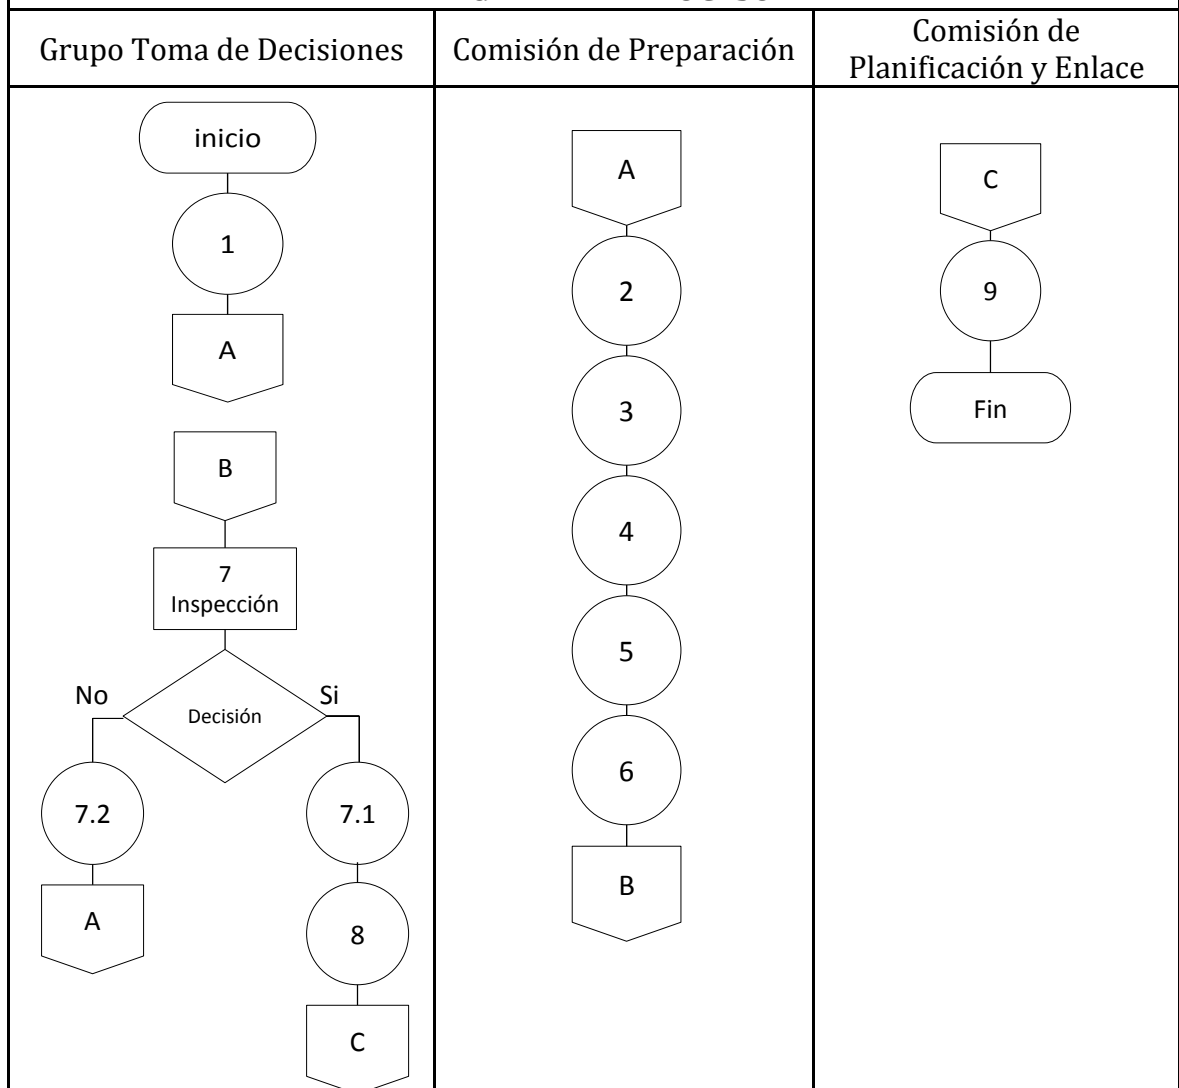 Grupo Toma de Decisiones
Comisión de Preparación
Comisión de
Planificación y Enlace
inicio
1
A
B
7
Inspección
No
Si
Decisión
7.2
7.1
A
8
C
A
2
3
4
5
6
B
C
9
Fin